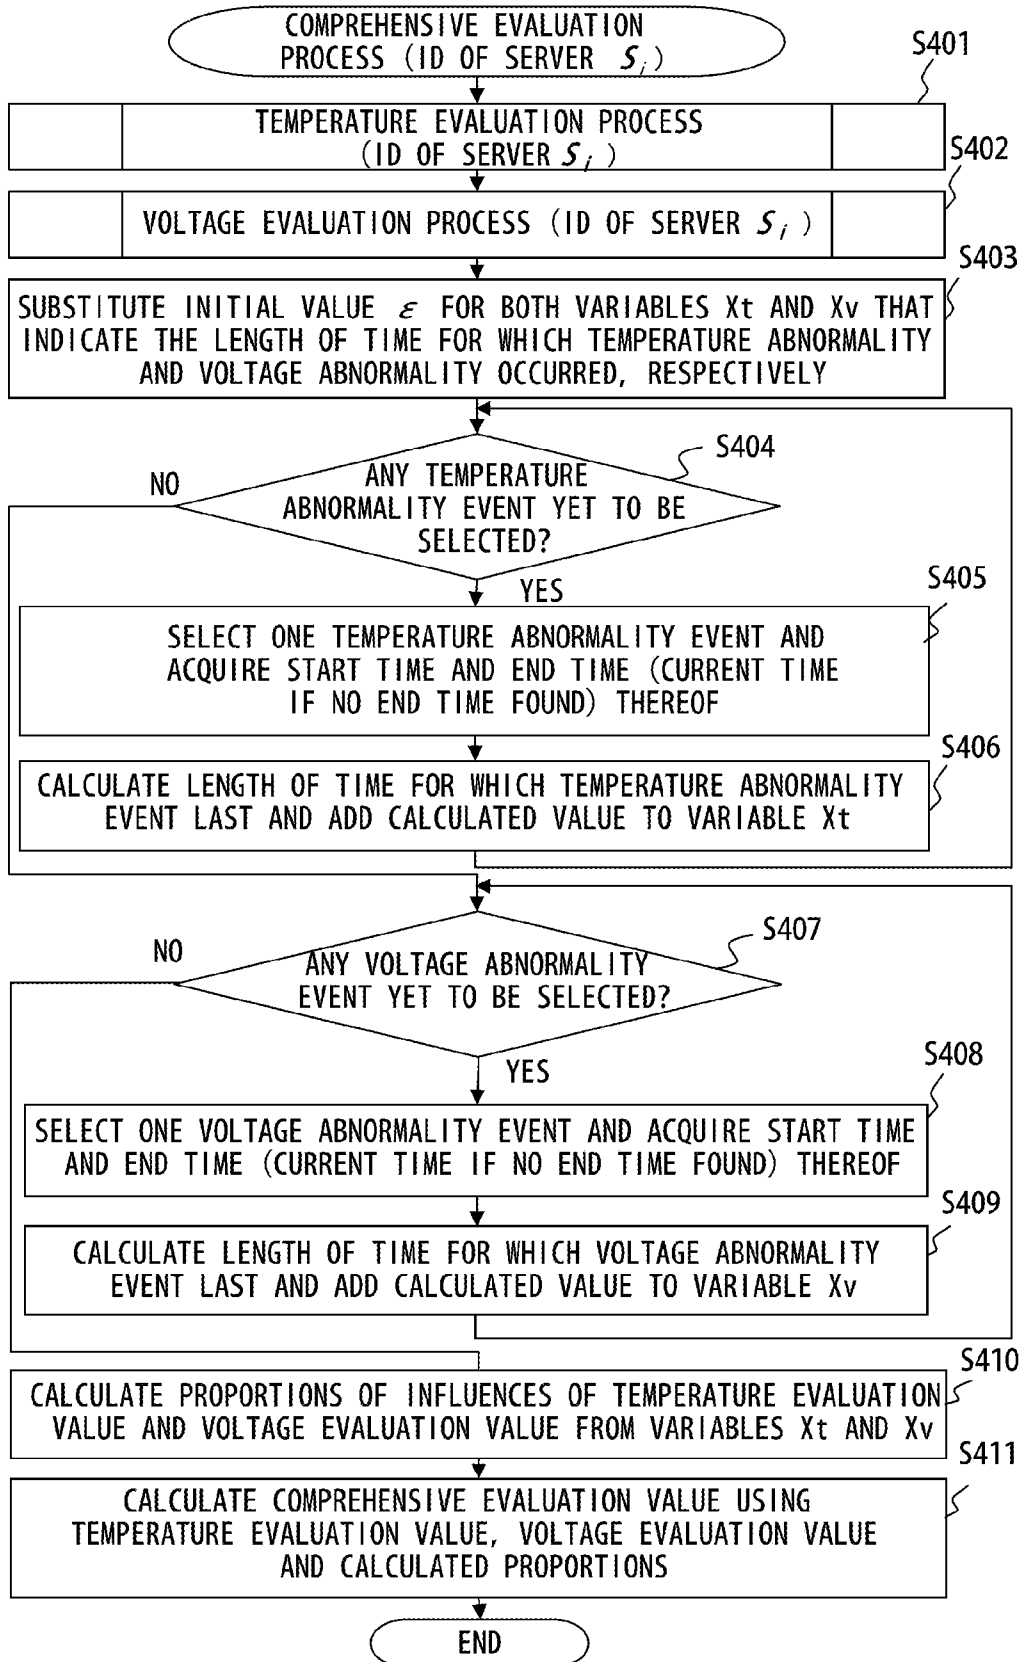 COMPREHENSIVE EVALUATION
PROCESS (ID OF SERVER Si)
S401
TEMPERATURE EVALUATION PROCESS
(ID OF SERVER Si)
S402
VOLTAGE EVALUATION PROCESS (ID OF SERVER Si)
S403
SUBSTITUTE INITIAL VALUE ε FOR BOTH VARIABLES Xt AND Xv THAT
INDICATE THE LENGTH OF TIME FOR WHICH TEMPERATURE ABNORMALITY
AND VOLTAGE ABNORMALITY OCCURRED, RESPECTIVELY
S404
NO
ANY TEMPERATURE
ABNORMALITY EVENT YET TO BE
SELECTED?
YES
S405
SELECT ONE TEMPERATURE ABNORMALITY EVENT AND
ACQUIRE START TIME AND END TIME (CURRENT TIME
IF NO END TIME FOUND) THEREOF
S406
CALCULATE LENGTH OF TIME FOR WHICH TEMPERATURE ABNORMALITY
EVENT LAST AND ADD CALCULATED VALUE TO VARIABLE Xt
S407
NO
ANY VOLTAGE ABNORMALITY
EVENT YET TO BE SELECTED?
YES
S408
SELECT ONE VOLTAGE ABNORMALITY EVENT AND ACQUIRE START TIME
AND END TIME (CURRENT TIME IF NO END TIME FOUND) THEREOF
S409
CALCULATE LENGTH OF TIME FOR WHICH VOLTAGE ABNORMALITY
EVENT LAST AND ADD CALCULATED VALUE TO VARIABLE Xv
S410
CALCULATE PROPORTIONS OF INFLUENCES OF TEMPERATURE EVALUATION
VALUE AND VOLTAGE EVALUATION VALUE FROM VARIABLES Xt AND Xv
S411
CALCULATE COMPREHENSIVE EVALUATION VALUE USING
TEMPERATURE EVALUATION VALUE, VOLTAGE EVALUATION VALUE
AND CALCULATED PROPORTIONS
END